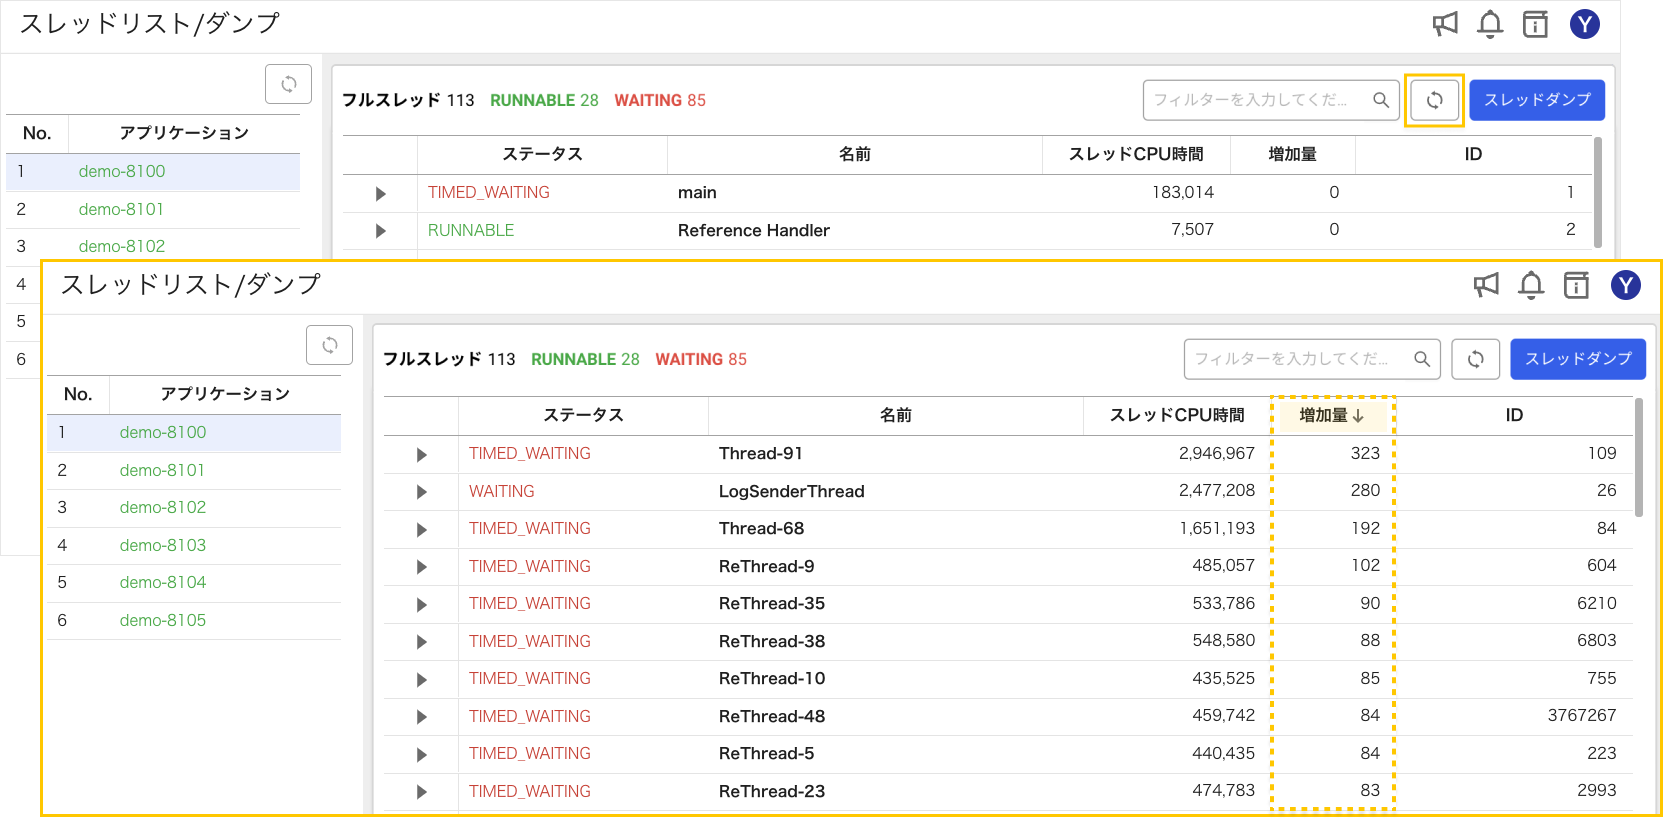 スレッドリスト/ダンプ
Y
フルスレッド 113 RUNNABLE 28 WAITING 85
フィルターを入力してくだ...
スレッドダンプ
No. アプリケーション
1 demo-8100
2 demo-8101
3 demo-8102
4
5
6
ステータス 名前 スレッドCPU時間 増加量 ID
TIMED_WAITING main 183,014 0 1
RUNNABLE Reference Handler 7,507 0 2
スレッドリスト/ダンプ
Y
フルスレッド 113 RUNNABLE 28 WAITING 85
フィルターを入力してくだ...
スレッドダンプ
No. アプリケーション
1 demo-8100
2 demo-8101
3 demo-8102
4 demo-8103
5 demo-8104
6 demo-8105
ステータス 名前 スレッドCPU時間 増加量↓ ID
TIMED_WAITING Thread-91 2,946,967 323 109
WAITING LogSenderThread 2,477,208 280 26
TIMED_WAITING Thread-68 1,651,193 192 84
TIMED_WAITING ReThread-9 485,057 102 604
TIMED_WAITING ReThread-35 533,786 90 6210
TIMED_WAITING ReThread-38 548,580 88 6803
TIMED_WAITING ReThread-10 435,525 85 755
TIMED_WAITING ReThread-48 459,742 84 3767267
TIMED_WAITING ReThread-5 440,435 84 223
TIMED_WAITING ReThread-23 474,783 83 2993